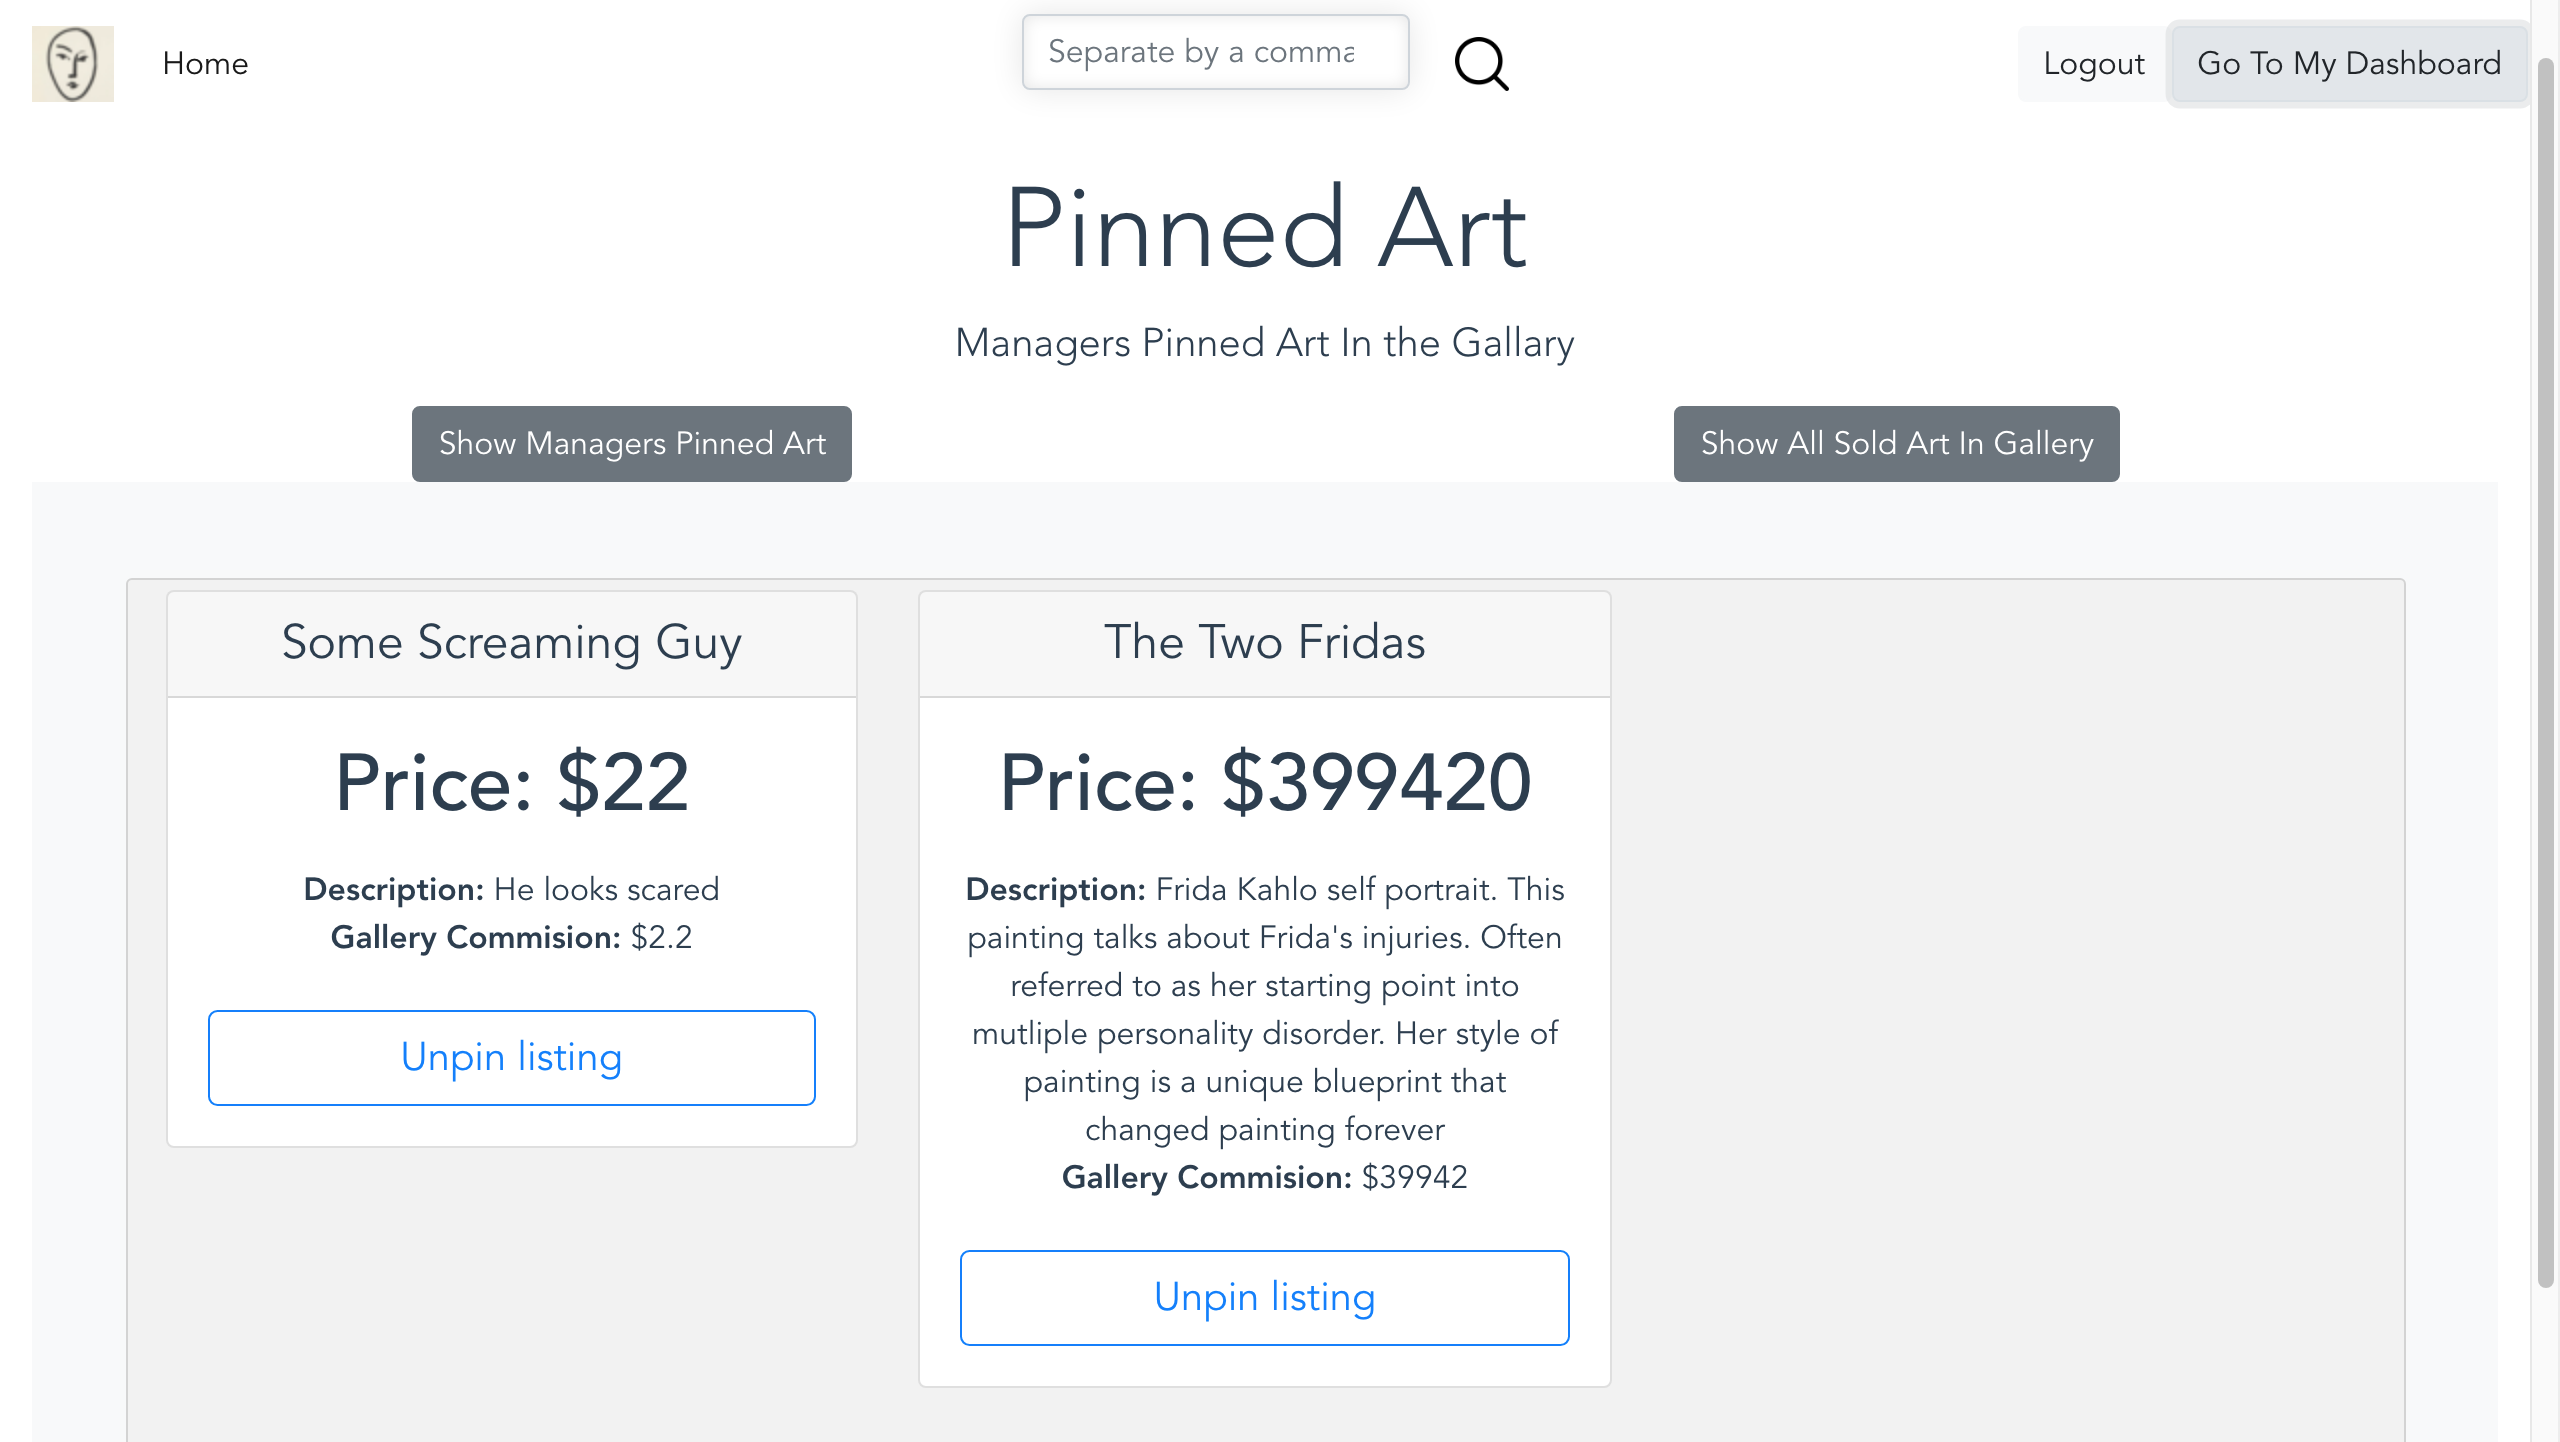 Home
Separate by a comma
Logout
Go To My Dashboard
Pinned Art
Managers Pinned Art In the Gallary
Show Managers Pinned Art
Show All Sold Art In Gallery
Some Screaming Guy
Price: $22
Description: He looks scared
Gallery Commision: $2.2
Unpin listing
The Two Fridas
Price: $399420
Description: Frida Kahlo self portrait. This
painting talks about Frida's injuries. Often
referred to as her starting point into
mutliple personality disorder. Her style of
painting is a unique blueprint that
changed painting forever
Gallery Commision: $39942
Unpin listing